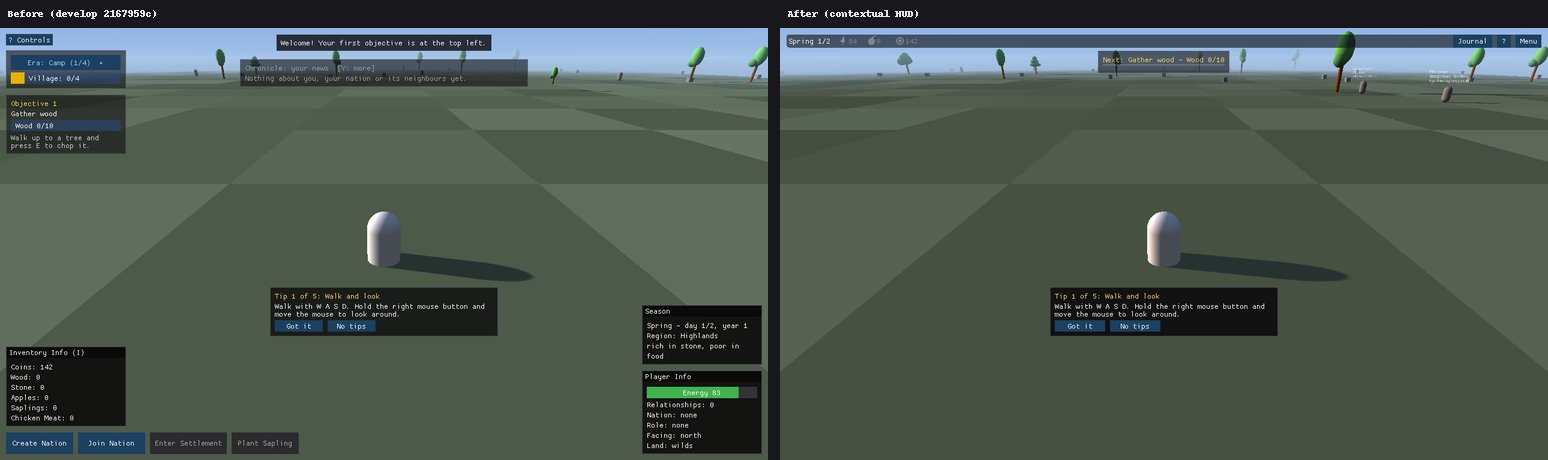 Before (develop 2167959c)
? Controls
Welcome! Your first objective is at the top left.
Era: Camp (1/4) +
Village: 0/4
Chronicle: your news [Y: more]
Nothing about you, your nation or its neighbours yet.
Objective 1
Gather wood
Wood 0/10
Walk up to a tree and
press E to chop it.
Tip 1 of 5: Walk and look
Walk with W A S D. Hold the right mouse button and
move the mouse to look around.
Got it
No tips
Season
Spring - day 1/2, year 1
Region: Highlands
rich in stone, poor in
food
Inventory Info (I)
Coins: 142
Wood: 0
Stone: 0
Apples: 0
Saplings: 0
Chicken Meat: 0
Player Info
Energy 83
Relationships: 0
Nation: none
Role: none
Facing: north
Land: wilds
Create Nation
Join Nation
Enter Settlement
Plant Sapling
After (contextual HUD)
Spring 1/2
84
0
142
Journal
?
Menu
Next: Gather wood - Wood 0/10
Tip 1 of 5: Walk and look
Walk with W A S D. Hold the right mouse button and
move the mouse to look around.
Got it
No tips